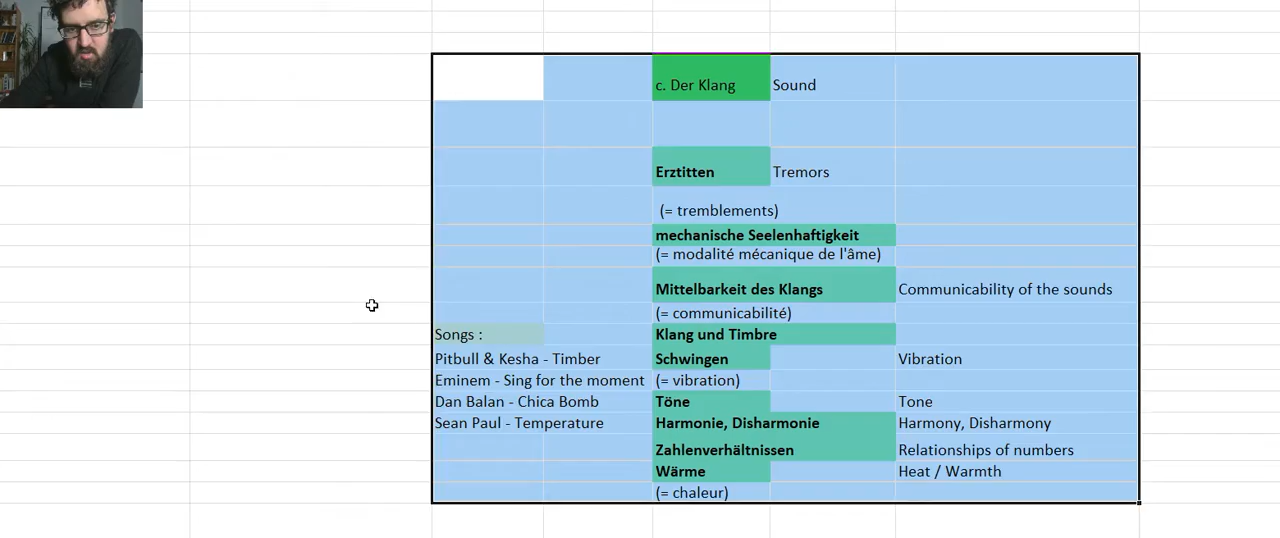 c. Der Klang Sound
Erztitten Tremors
(= tremblements)
mechanische Seelenhaftigkeit
(= modalité mécanique de l'âme)
Mittelbarkeit des Klangs Communicability of the sounds
(= communicabilité)
Songs : Klang und Timbre
Pitbull & Kesha - Timber Schwingen Vibration
Eminem - Sing for the moment (= vibration)
Dan Balan - Chica Bomb Töne Tone
Sean Paul - Temperature Harmonie, Disharmonie Harmony, Disharmony
Zahlenverhältnissen Relationships of numbers
Wärme Heat / Warmth
(= chaleur)